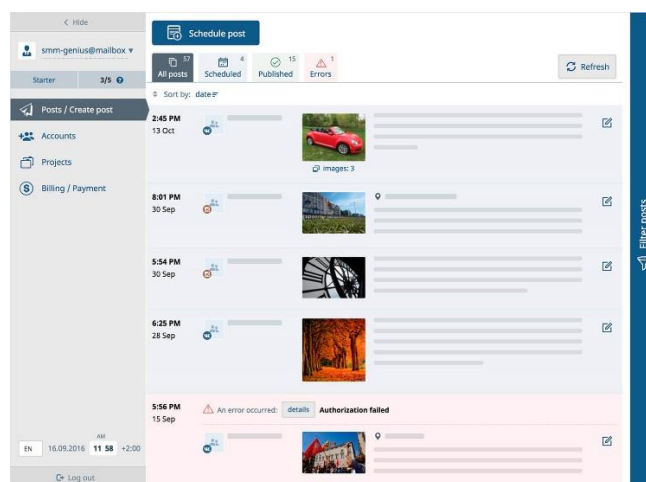 Hide
smm-genius@mailbox
Starter 3/5
Posts / Create post
Accounts
Projects
Billing / Payment
AM
EN 16.09.2016 11 58 +2:00
Log out
Schedule post
57
All posts
4
Scheduled
15
Published
1
Errors
Refresh
Sort by: date
2:45 PM
13 Oct
images: 3
8:01 PM
30 Sep
5:54 PM
30 Sep
6:25 PM
28 Sep
5:56 PM
15 Sep
An error occurred: details Authorization failed
Filter posts